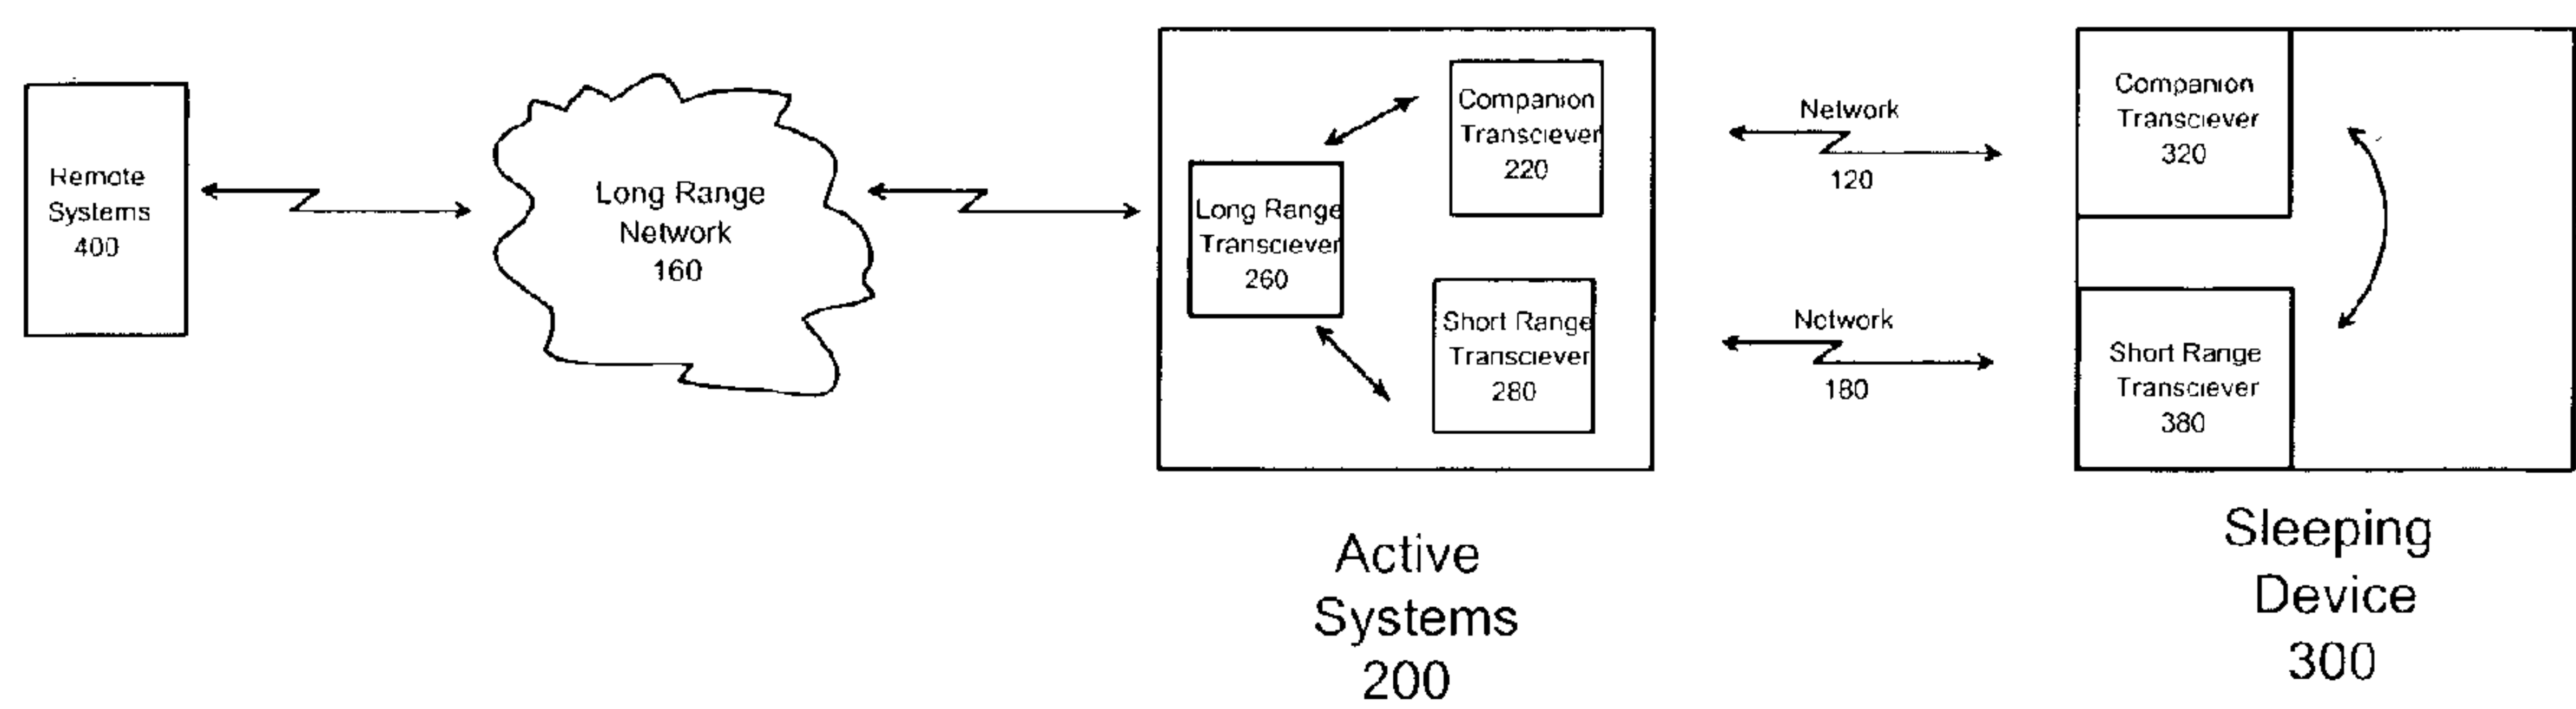 Remote
Systems
400
Long Range
Network
160
Long Range
Transciever
260
Companion
Transciever
220
Short Range
Transciever
280
Active
Systems
200
Network
120
Network
180
Companion
Transciever
320
Short Range
Transciever
380
Sleeping
Device
300